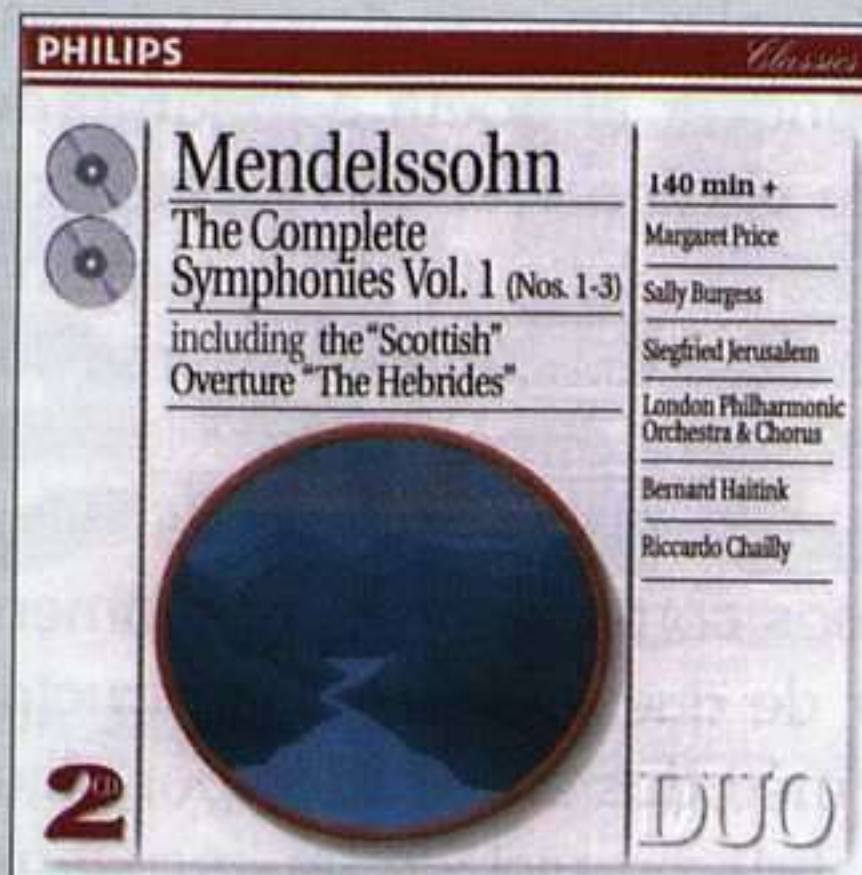 PHILIPS
Classics
Mendelssohn
The Complete
Symphonies Vol. 1 (Nos. 1-3)
including the "Scottish"
Overture "The Hebrides"
140 min +
Margaret Price
Sally Burgess
Siegfried Jerusalem
London Philharmonic
Orchestra & Chorus
Bernard Haitink
Riccardo Chailly
2 CD
DUO